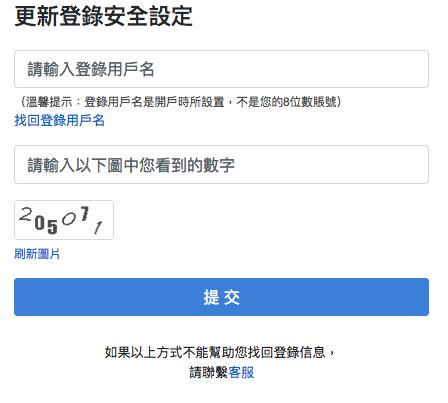 更新登錄安全設定
請輸入登錄用戶名
（溫馨提示：登錄用戶名是開戶時所設置，不是您的8位數賬號）
找回登錄用戶名
請輸入以下圖中您看到的數字
205071
刷新圖片
提交
如果以上方式不能幫助您找回登錄信息，
請聯繫客服